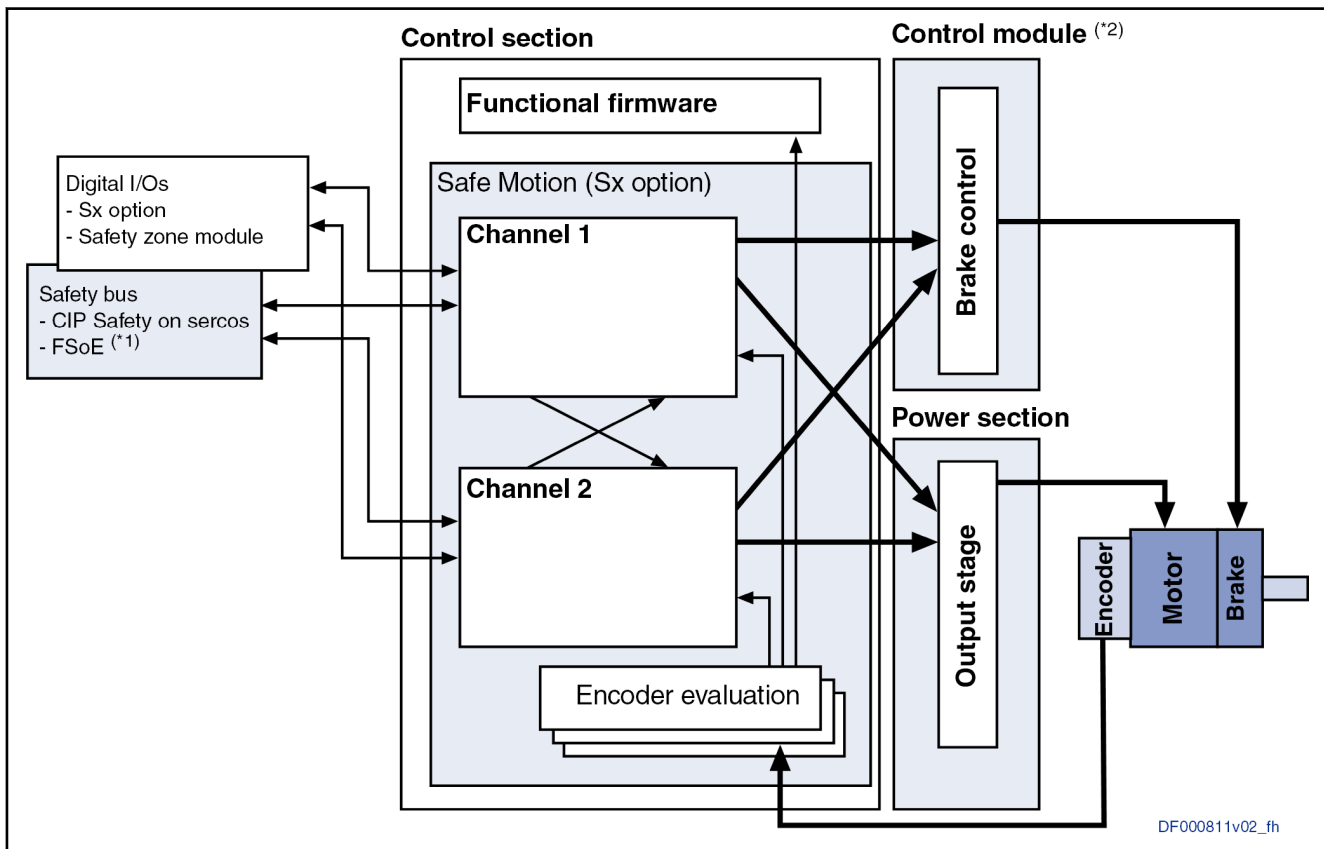 Control section
Control module (*2)
Functional firmware
Digital I/Os
- Sx option
- Safety zone module
Safety bus
- CIP Safety on sercos
- FSoE (*1)
Safe Motion (Sx option)
Channel 1
Channel 2
Encoder evaluation
Brake control
Power section
Output stage
Encoder
Motor
Brake
DF000811v02_fh